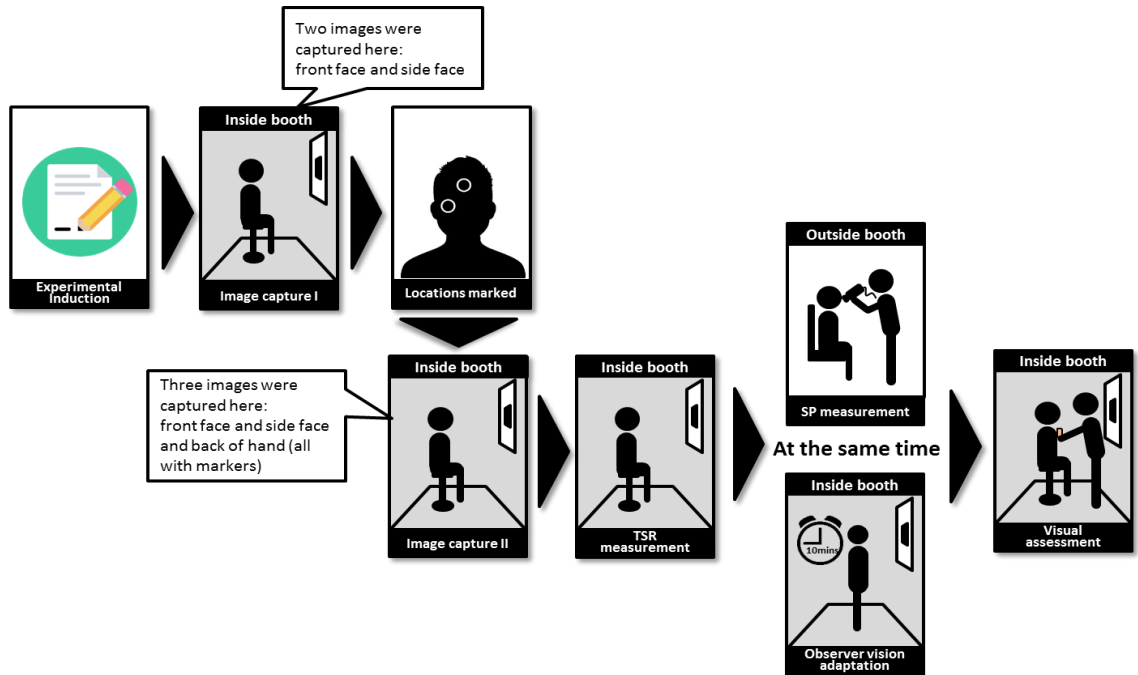 Two images were
captured here:
front face and side face
Inside booth
Experimental
Induction
Image capture I
Locations marked
Three images were
captured here:
front face and side face
and back of hand (all
with markers)
Inside booth
Image capture II
Inside booth
TSR
measurement
Outside booth
SP measurement
At the same time
Inside booth
10mins
Observer vision
adaptation
Inside booth
Visual
assessment